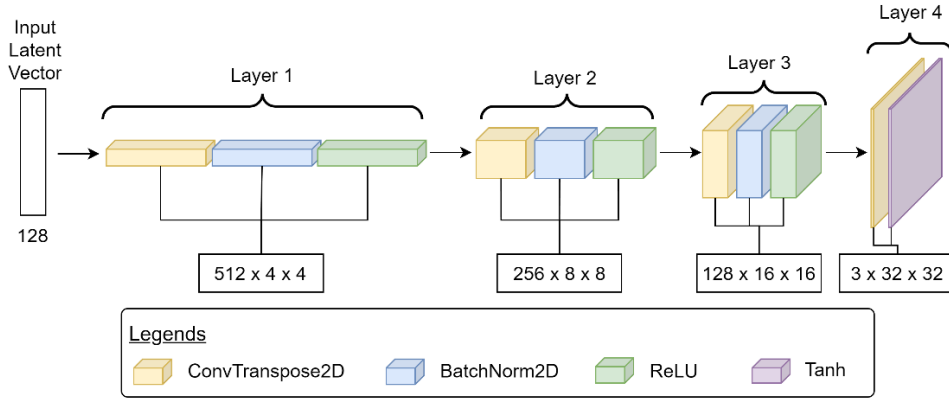 Input
Latent
Vector
128
Layer 1
512 x 4 x 4
Layer 2
256 x 8 x 8
Layer 3
128 x 16 x 16
Layer 4
3 x 32 x 32
Legends
ConvTranspose2D
BatchNorm2D
ReLU
Tanh